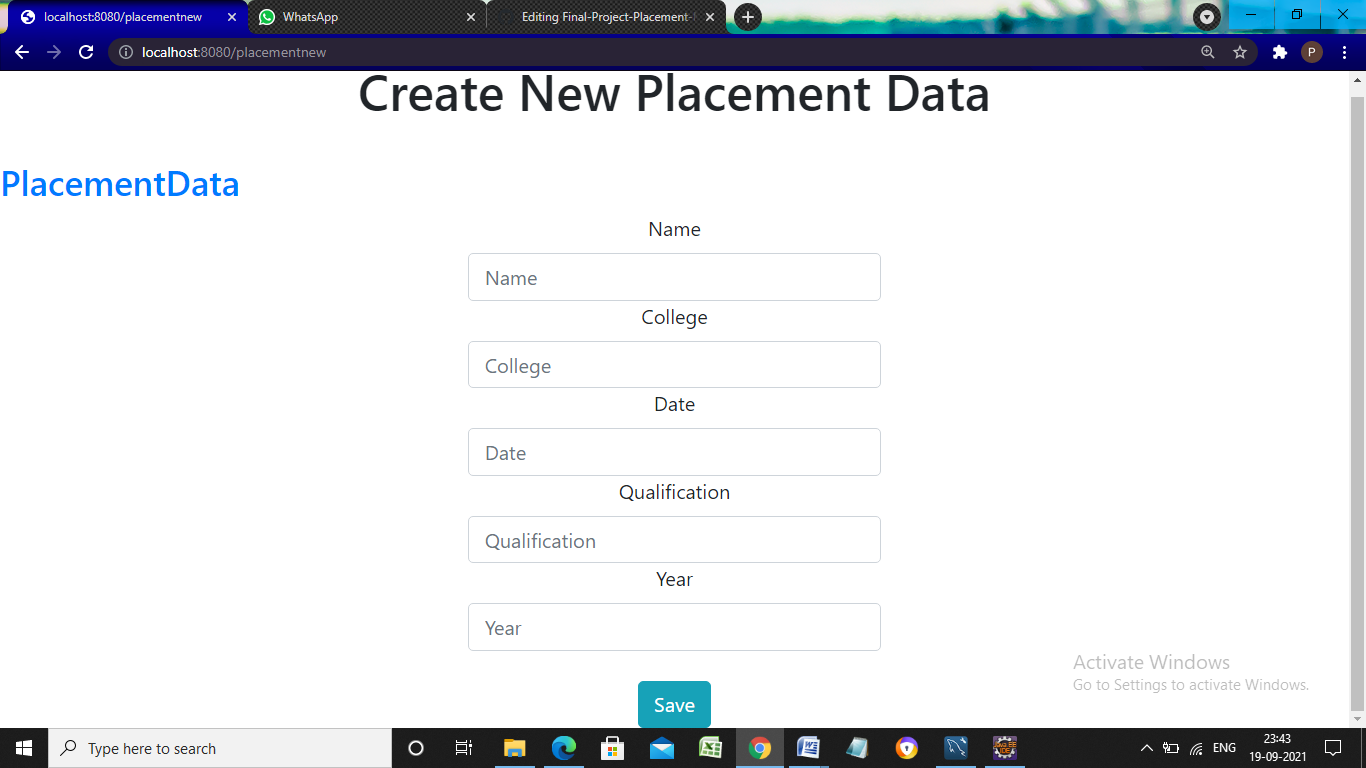 localhost:8080/placementnew
WhatsApp
Editing Final-Project-Placement-
localhost:8080/placementnew
P
Create New Placement Data
PlacementData
Name
Name
College
College
Date
Date
Qualification
Qualification
Year
Year
Activate Windows
Go to Settings to activate Windows.
Save
Type here to search
ENG
23:43
19-09-2021